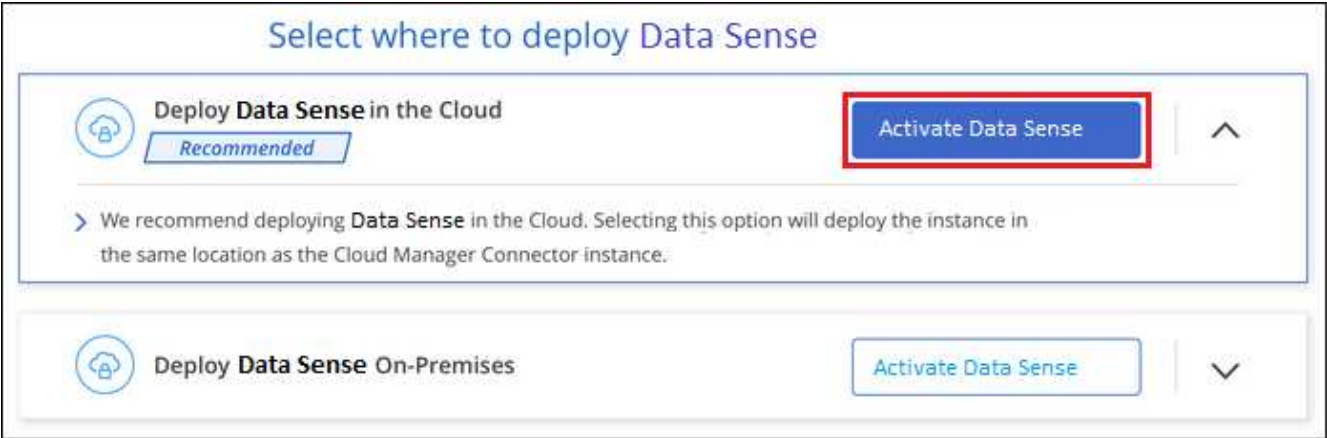 Select where to deploy Data Sense
Deploy Data Sense in the Cloud
Recommended
Activate Data Sense
We recommend deploying Data Sense in the Cloud. Selecting this option will deploy the instance in
the same location as the Cloud Manager Connector instance.
Deploy Data Sense On-Premises
Activate Data Sense